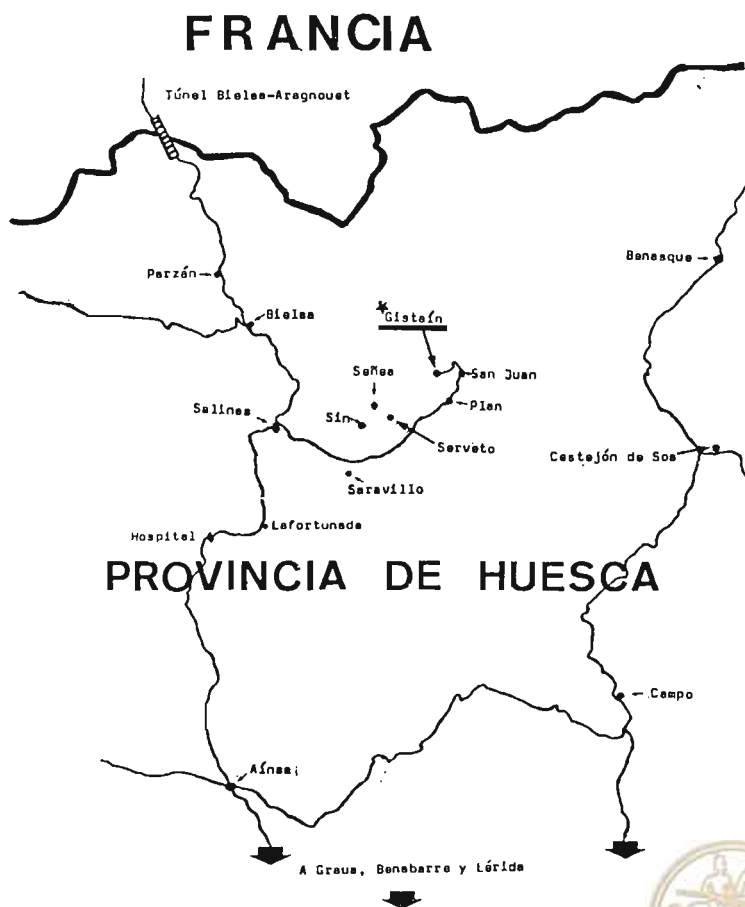 FRANCIA
Túnel Bielsa-Aragnouet
Benasque
Parzán
Bielsa
*Gistaín
Señes
San Juan
Plan
Salinas
Sin
Serveto
Cestejón de Sos
Saravillo
Hospital
Lafortunada
PROVINCIA DE HUESCA
Campo
Aínsa
A Graus, Benabarre y Lérida